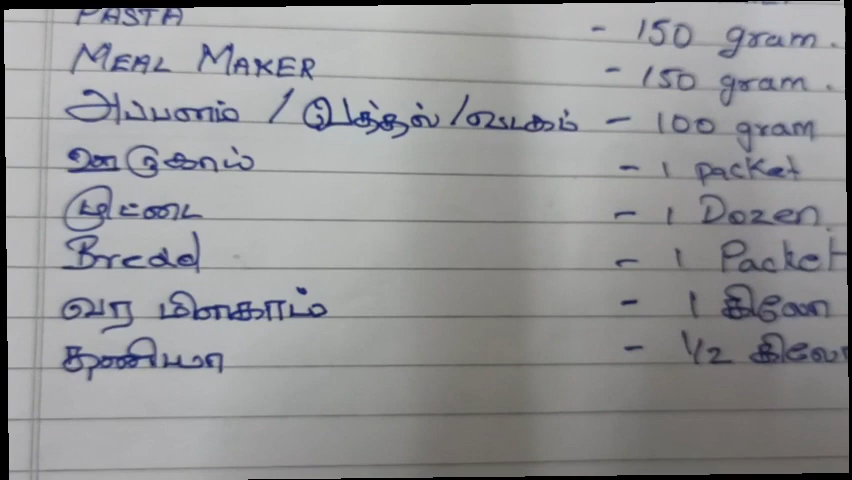 PASTA - 150 gram.
MEAL MAKER - 150 gram.
அப்பளம் / வத்தல் / வடகம் - 100 gram
ஊறுகாய் - 1 packet
முட்டை - 1 Dozen.
Bread - 1 Packet
வர மிளகாய் - 1 கிலோ
தனியா - 1/2 கிலோ